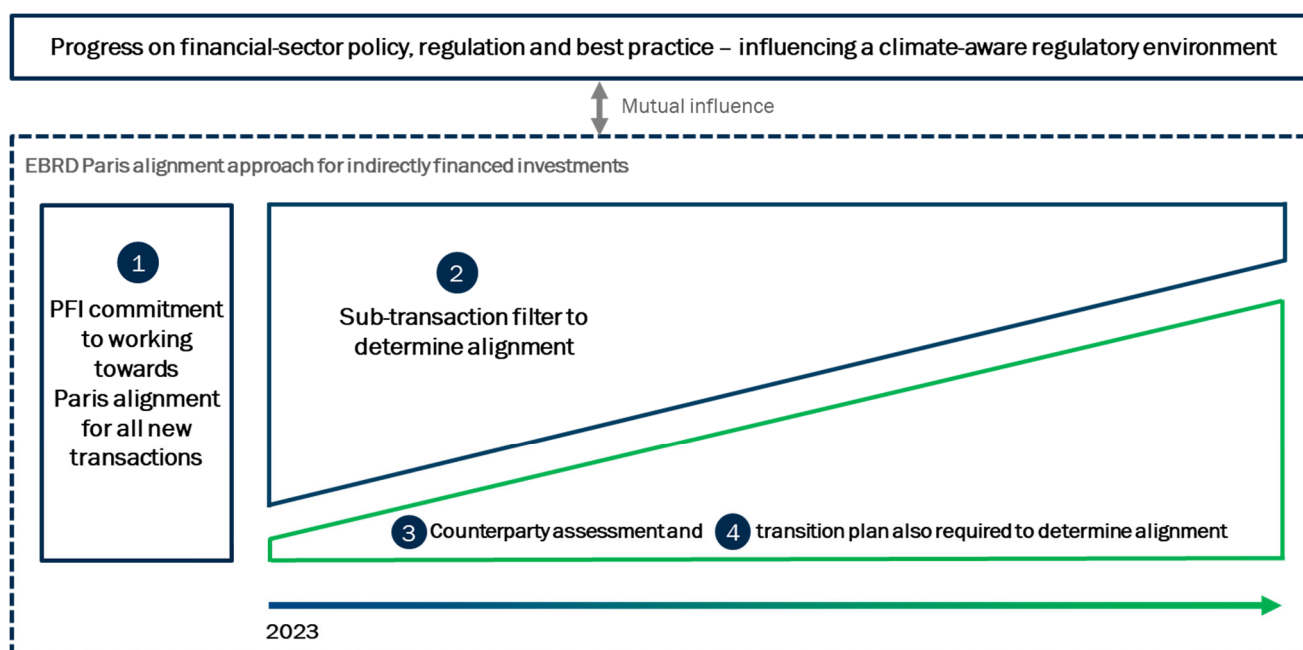 Progress on financial-sector policy, regulation and best practice – influencing a climate-aware regulatory environment
Mutual influence
EBRD Paris alignment approach for indirectly financed investments
1
PFI commitment
to working
towards
Paris alignment
for all new
transactions
2
Sub-transaction filter to
determine alignment
3 Counterparty assessment and 4 transition plan also required to determine alignment
2023